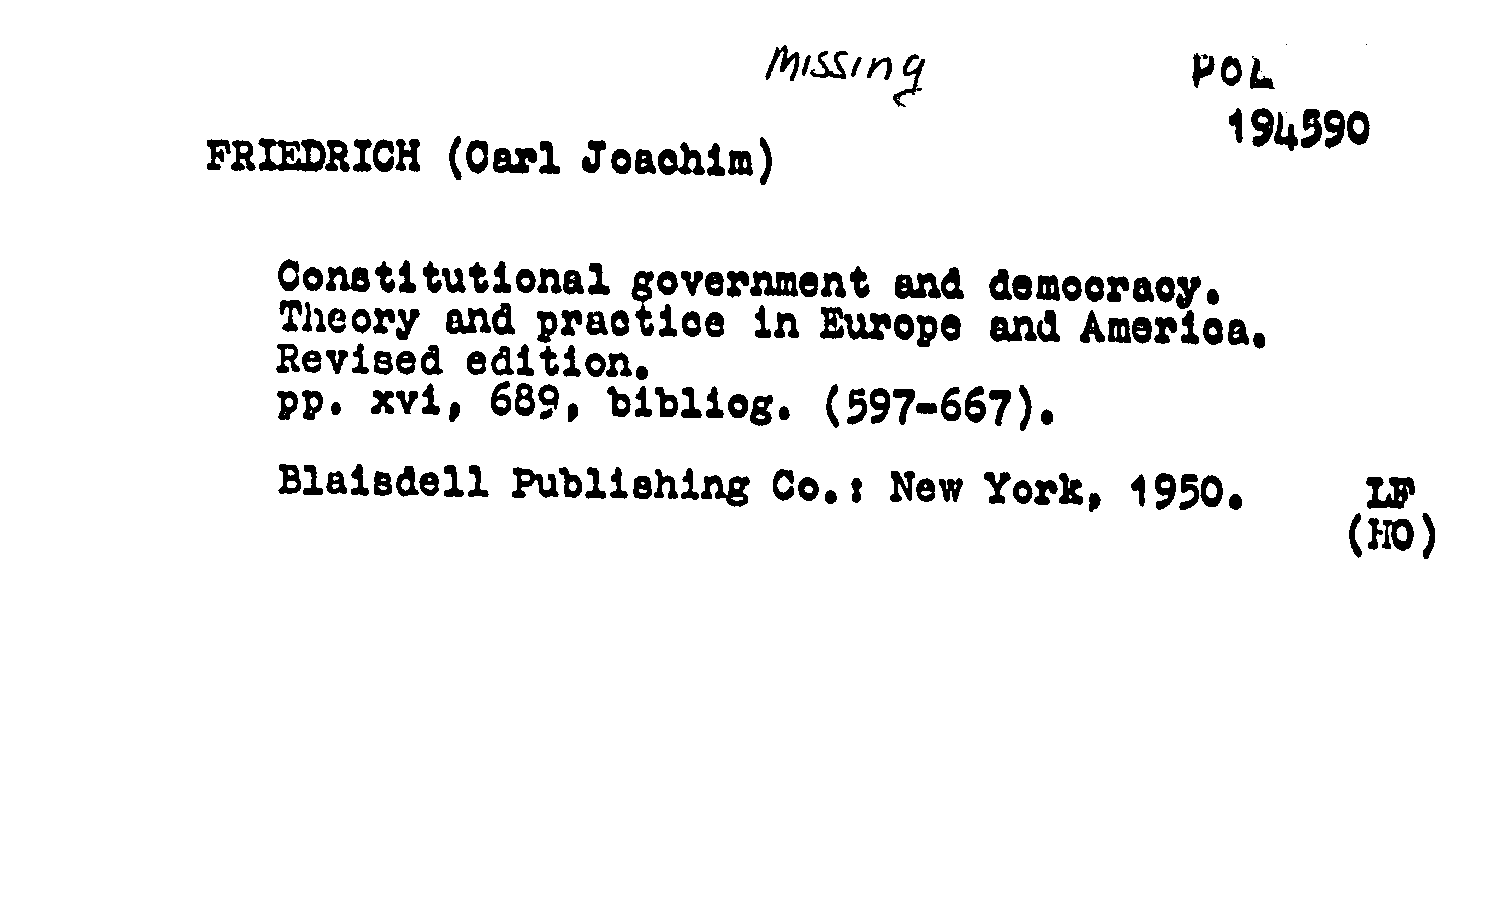 Missing
POL
194590
FRIEDRICH (Carl Joachim)
Constitutional government and democracy.
Theory and practice in Europe and America.
Revised edition.
pp. xvi, 689, bibliog. (597-667).
Blaisdell Publishing Co.: New York, 1950.
LF
(HO)